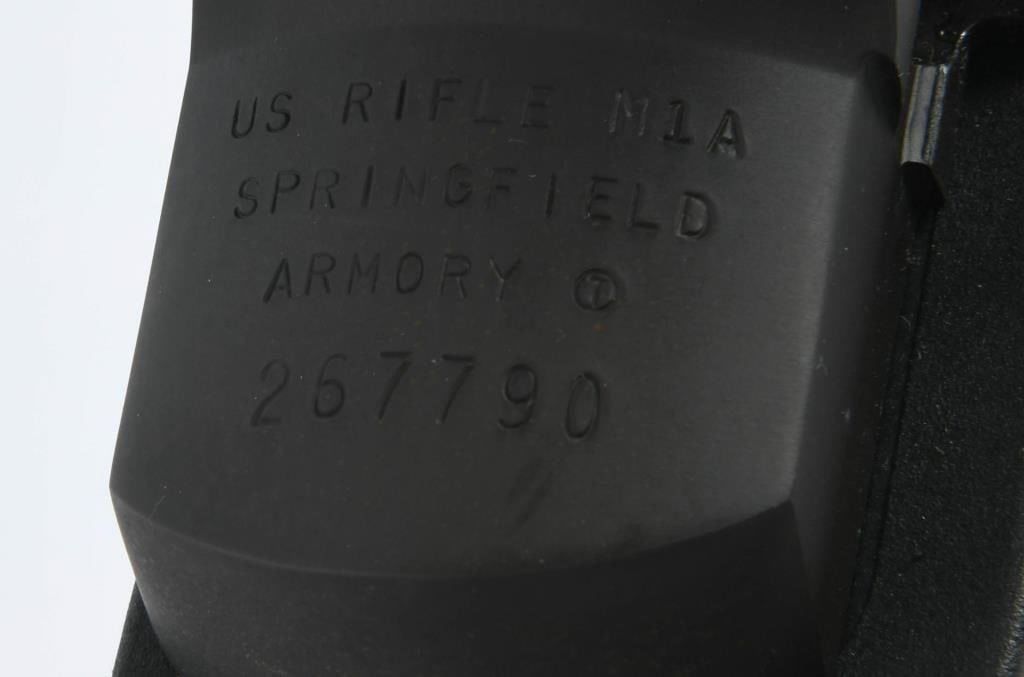 US RIFLE M1A
SPRINGFIELD
ARMORY Ⓣ
267790